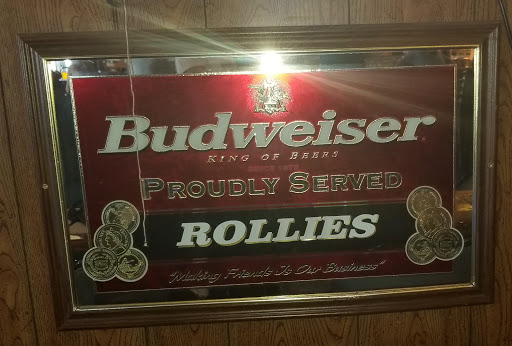 Budweiser
KING OF BEERS
PROUDLY SERVED
ROLLIES
"Making Friends Is Our Business"